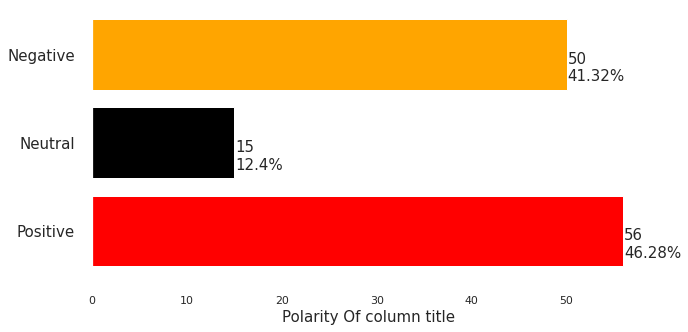 Negative
50
41.32%
Neutral
15
12.4%
Positive
56
46.28%
0 10 20 30 40 50
Polarity Of column title